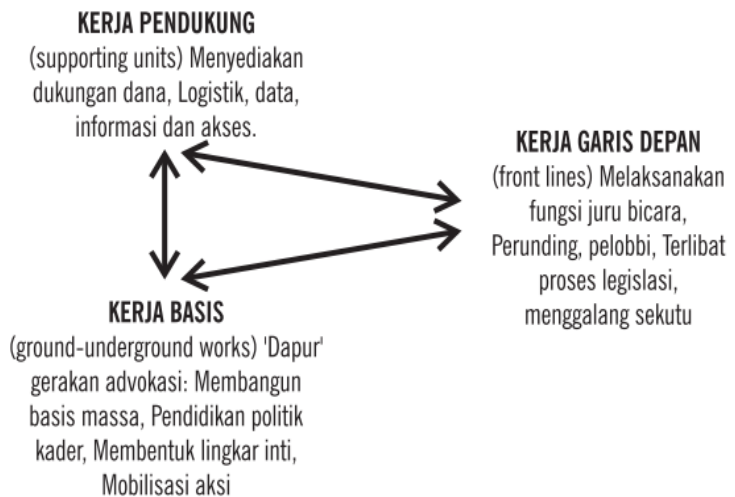 KERJA PENDUKUNG
(supporting units) Menyediakan
dukungan dana, Logistik, data,
informasi dan akses.
KERJA GARIS DEPAN
(front lines) Melaksanakan
fungsi juru bicara,
Perunding, pelobbi, Terlibat
proses legislasi,
menggalang sekutu
KERJA BASIS
(ground-underground works) 'Dapur'
gerakan advokasi: Membangun
basis massa, Pendidikan politik
kader, Membentuk lingkar inti,
Mobilisasi aksi